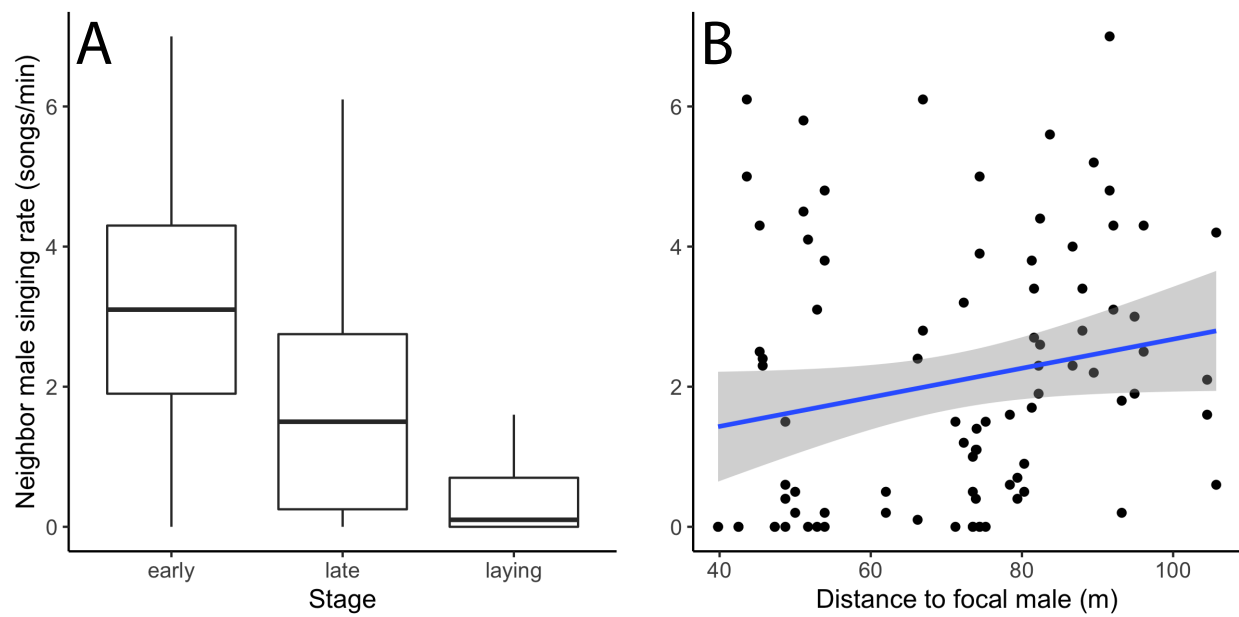 A
Neighbor male singing rate (songs/min)
6
4
2
0
early late laying
Stage
B
6
4
2
0
40 60 80 100
Distance to focal male (m)